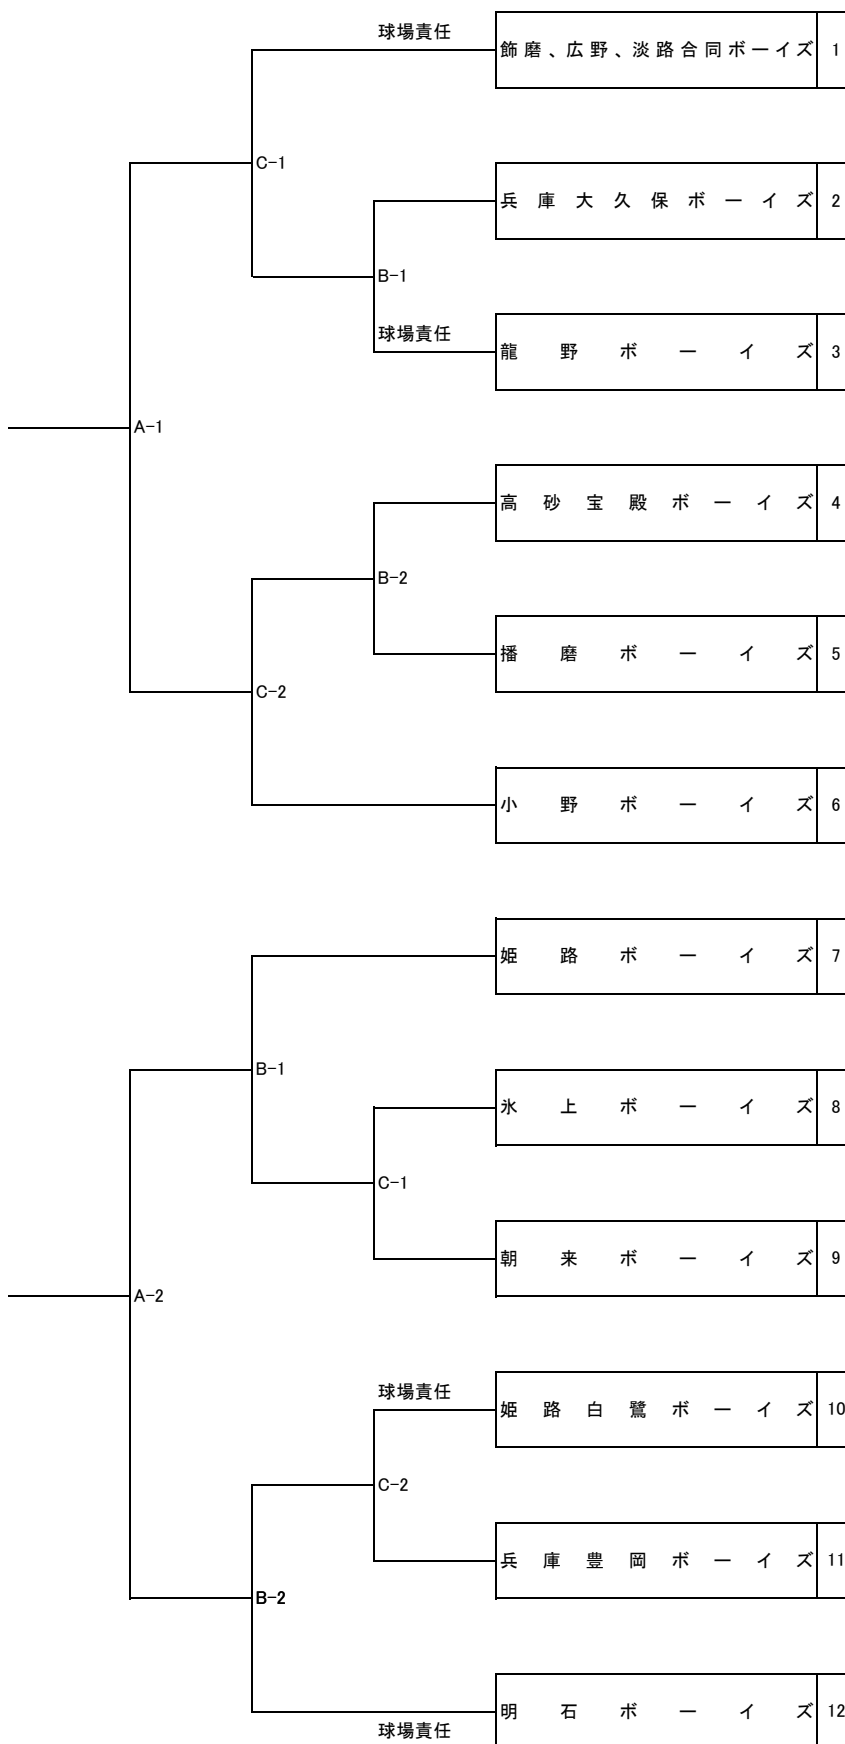 球場責任
飾磨、広野、淡路合同ボーイズ 1
C-1
兵庫大久保ボーイズ 2
B-1
球場責任
龍野ボーイズ 3
A-1
高砂宝殿ボーイズ 4
B-2
播磨ボーイズ 5
C-2
小野ボーイズ 6
姫路ボーイズ 7
B-1
氷上ボーイズ 8
C-1
朝来ボーイズ 9
A-2
球場責任
姫路白鷺ボーイズ 10
C-2
兵庫豊岡ボーイズ 11
B-2
明石ボーイズ 12
球場責任